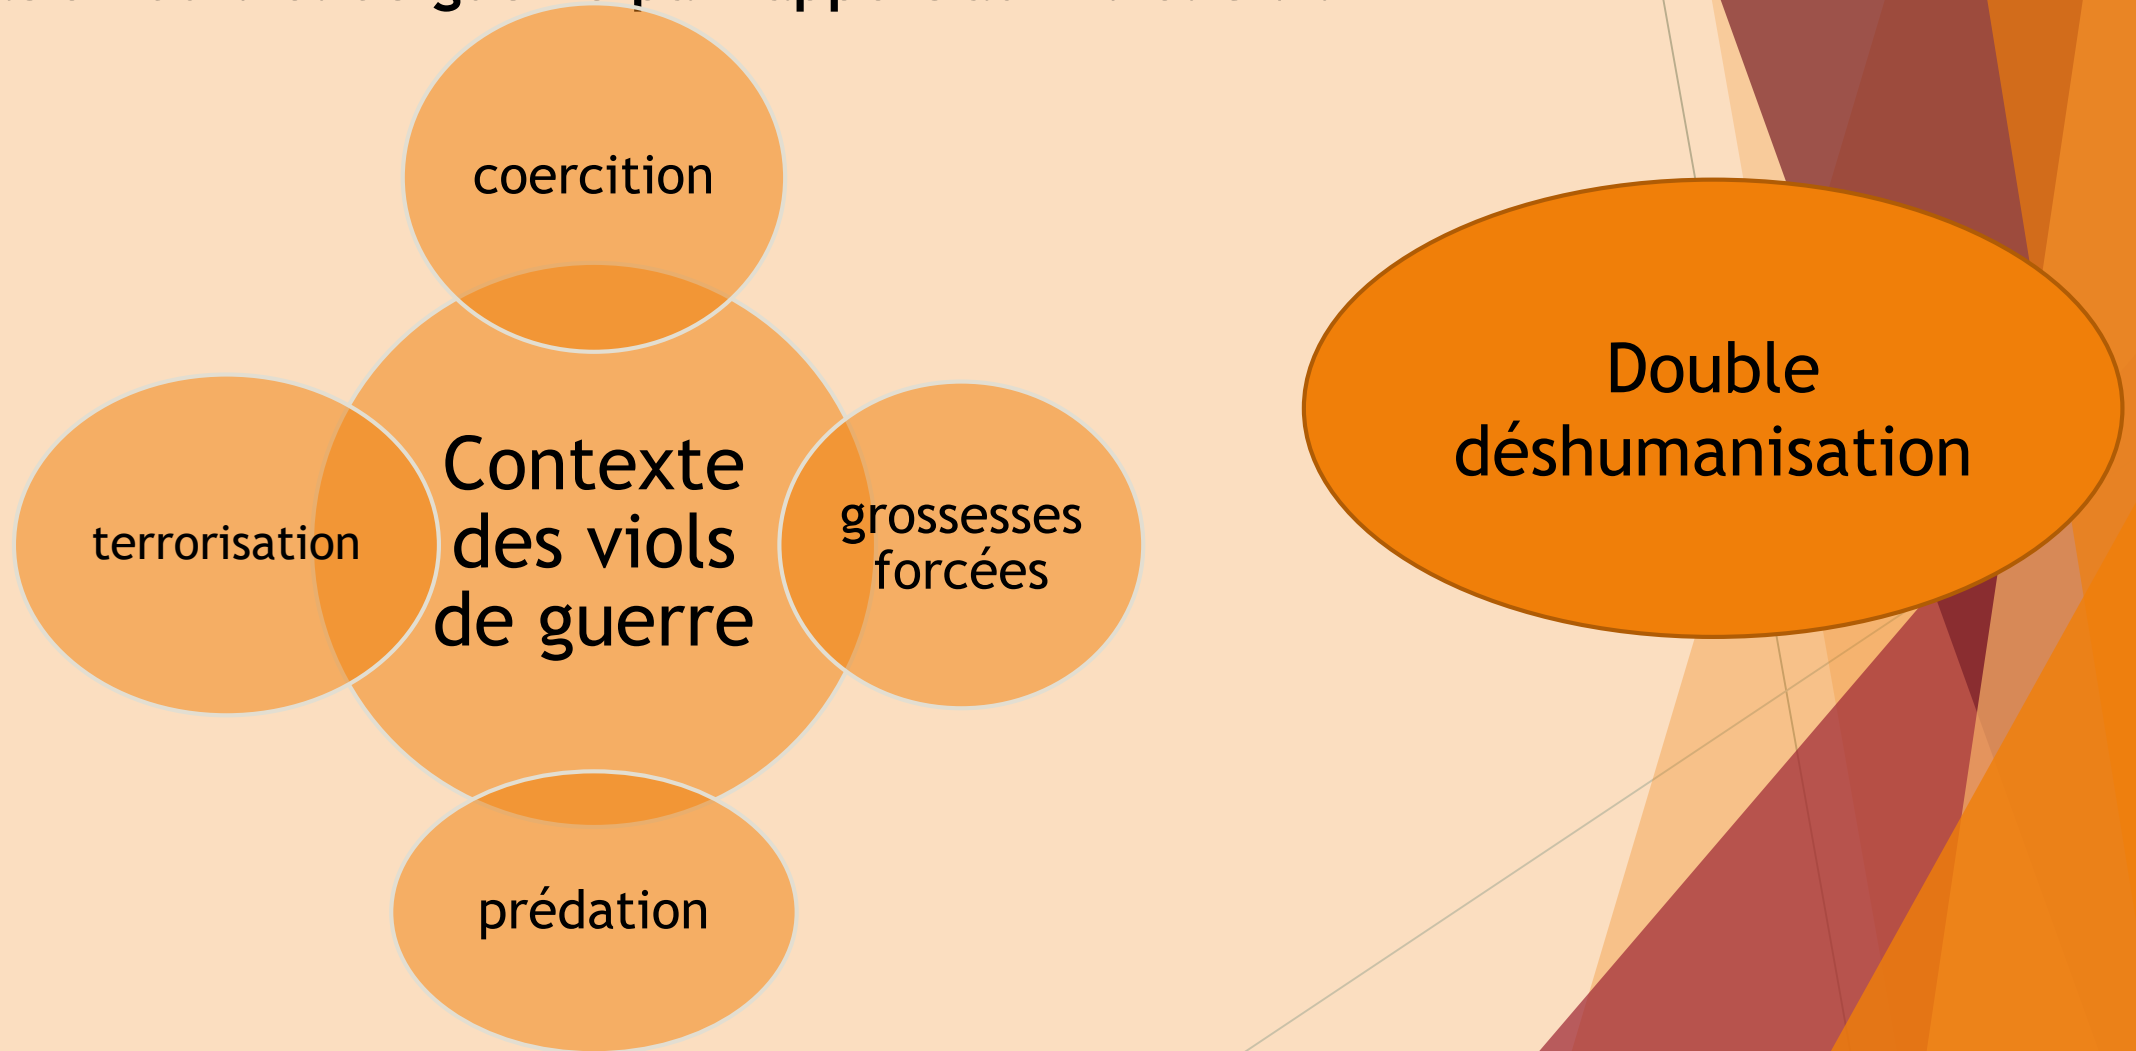 coercition
Contexte
des viols
de guerre
terrorisation
grossesses
forcées
prédation
Double
déshumanisation